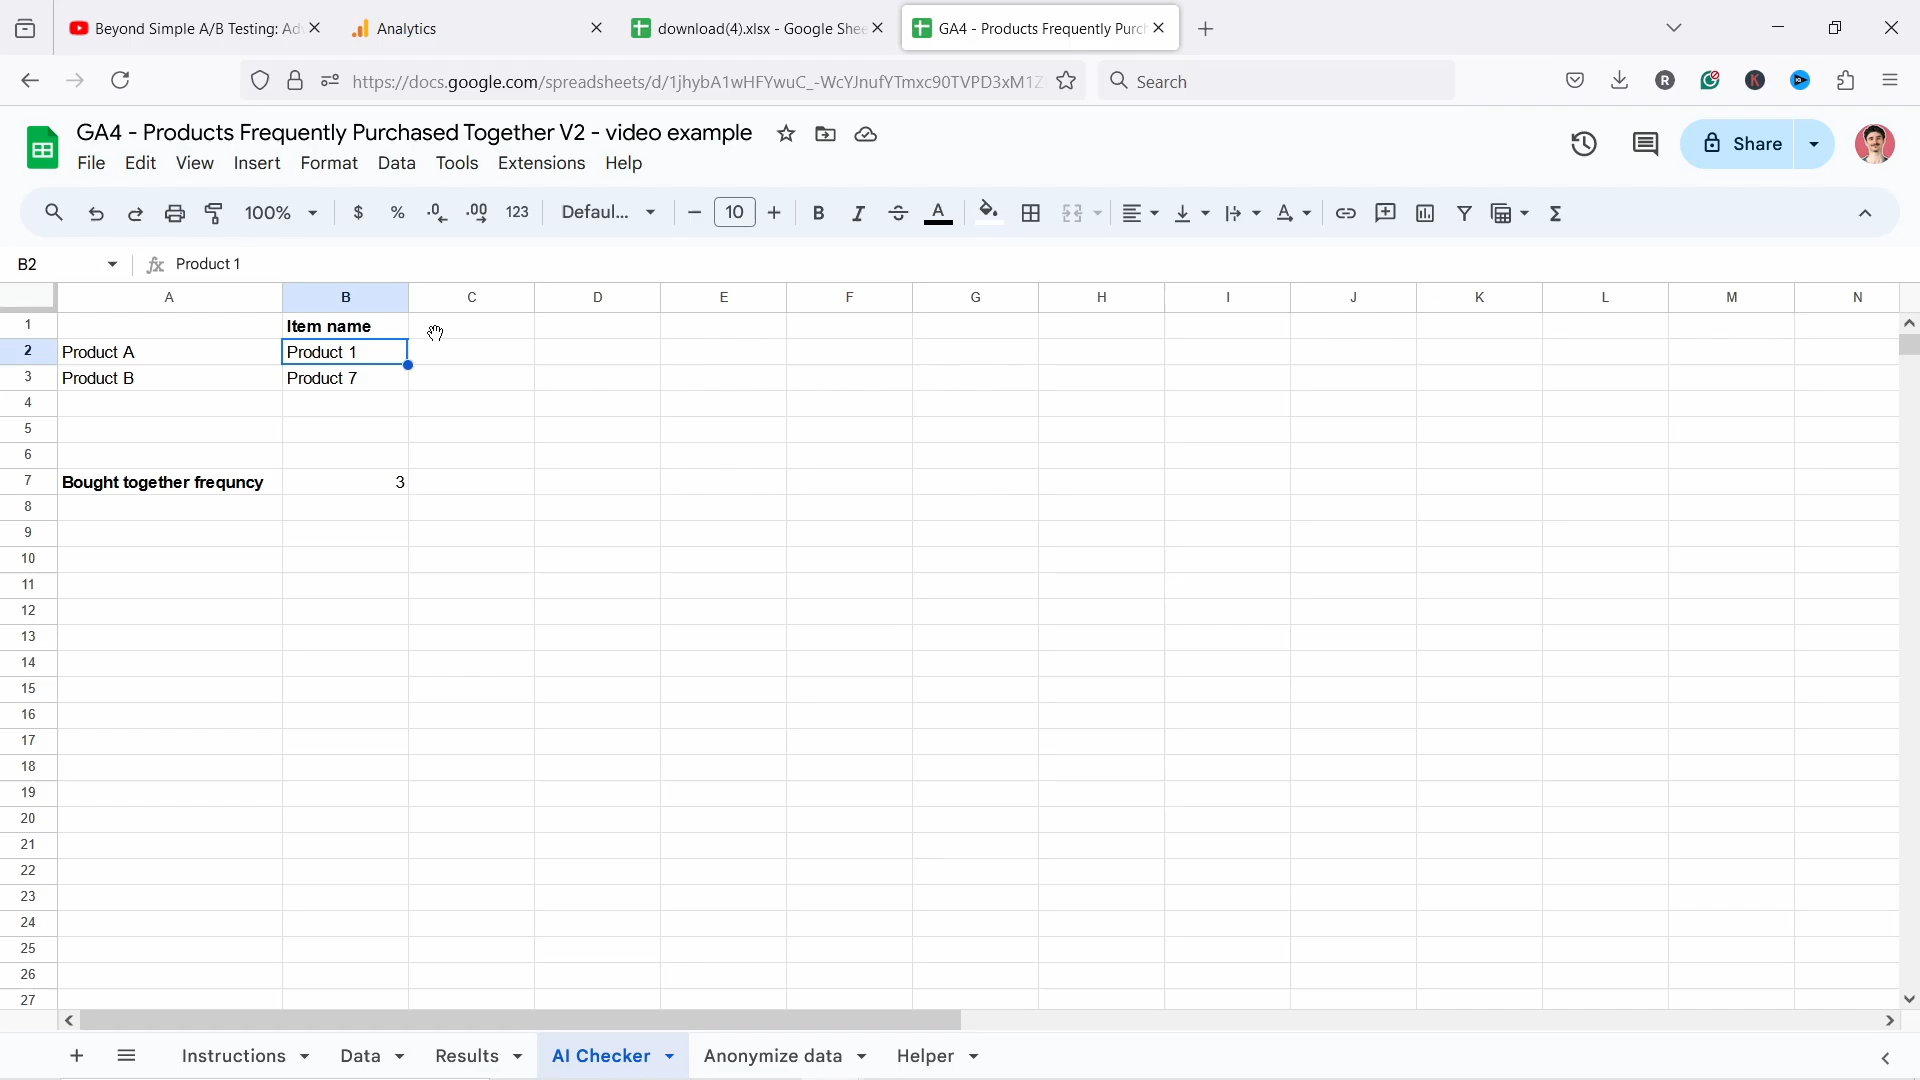 Beyond Simple A/B Testing: Ad
Analytics
download(4).xlsx - Google Shee
GA4 - Products Frequently Purc
https://docs.google.com/spreadsheets/d/1jhybA1wHFYwuC_-WcYJnufYTmxc90TVPD3xM1Z
Search
GA4 - Products Frequently Purchased Together V2 - video example
File Edit View Insert Format Data Tools Extensions Help
Share
100% $ % .0 .00 123 Defaul... 10 B I A
B2 fx Product 1
A B C D E F G H I J K L M N
1 Item name
2 Product A Product 1
3 Product B Product 7
4
5
6
7 Bought together frequncy 3
8
9
10
11
12
13
14
15
16
17
18
19
20
21
22
23
24
25
26
27
Instructions Data Results AI Checker Anonymize data Helper